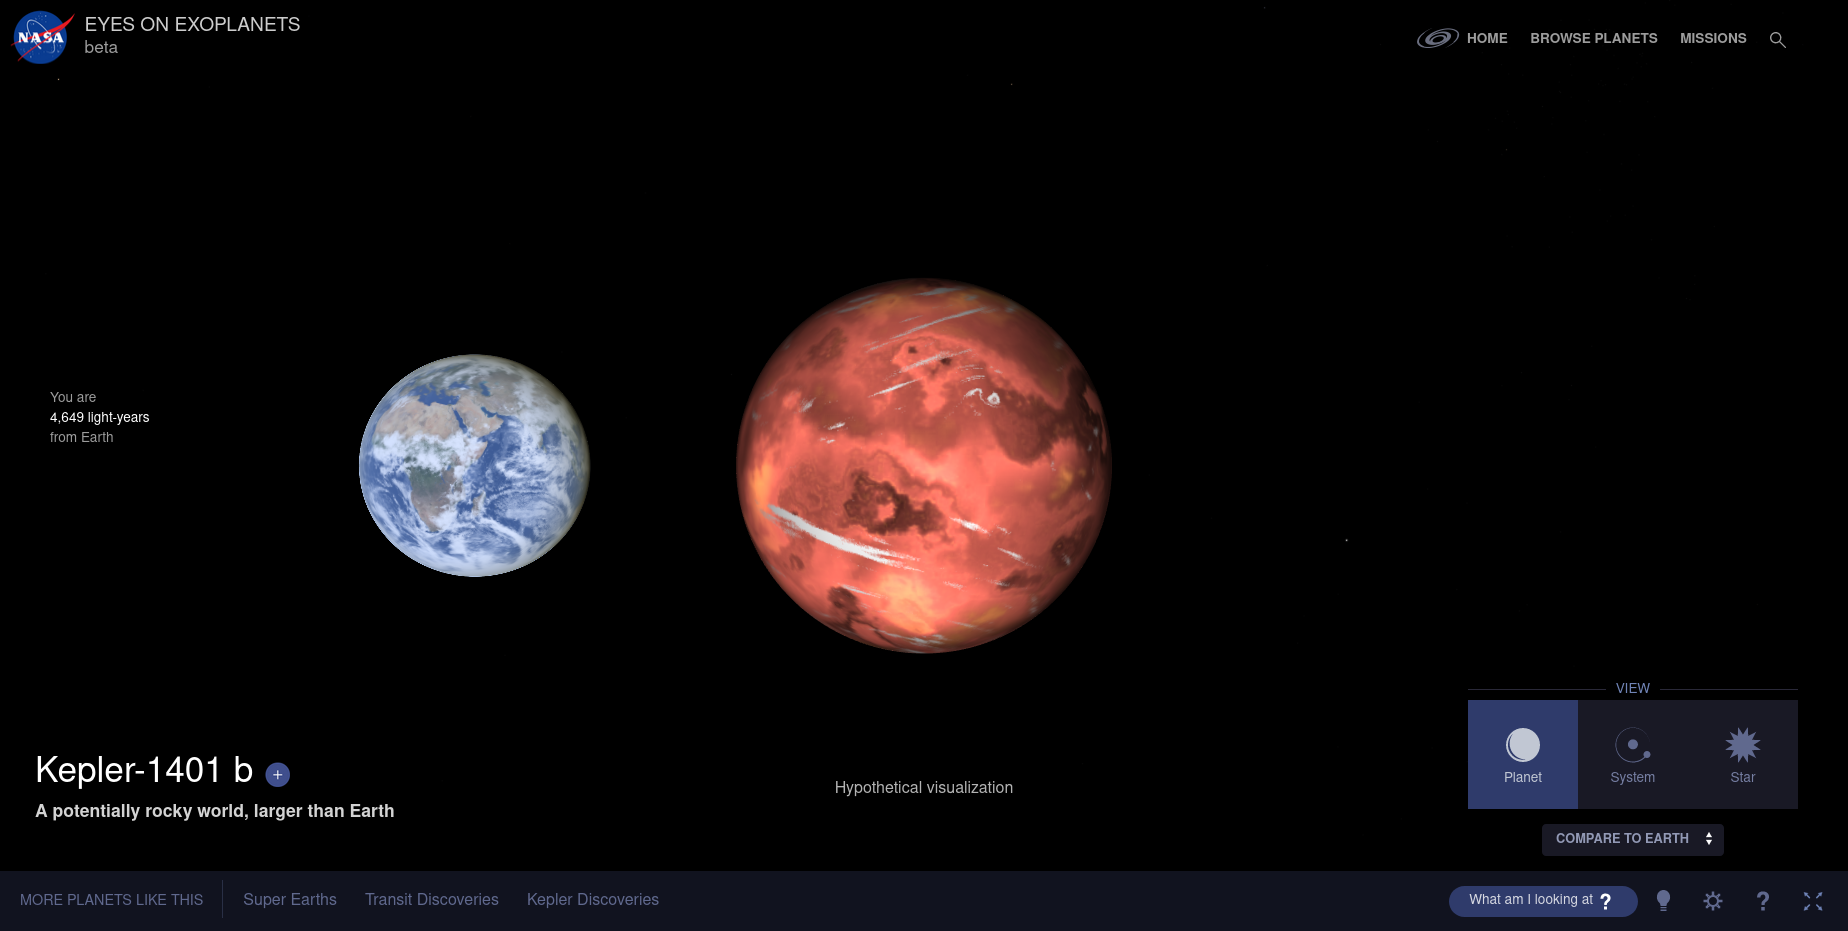 NASA
EYES ON EXOPLANETS
beta
HOME
BROWSE PLANETS
MISSIONS
You are
4,649 light-years
from Earth
Kepler-1401 b +
A potentially rocky world, larger than Earth
Hypothetical visualization
VIEW
Planet
System
Star
COMPARE TO EARTH
MORE PLANETS LIKE THIS
Super Earths
Transit Discoveries
Kepler Discoveries
What am I looking at ?
?